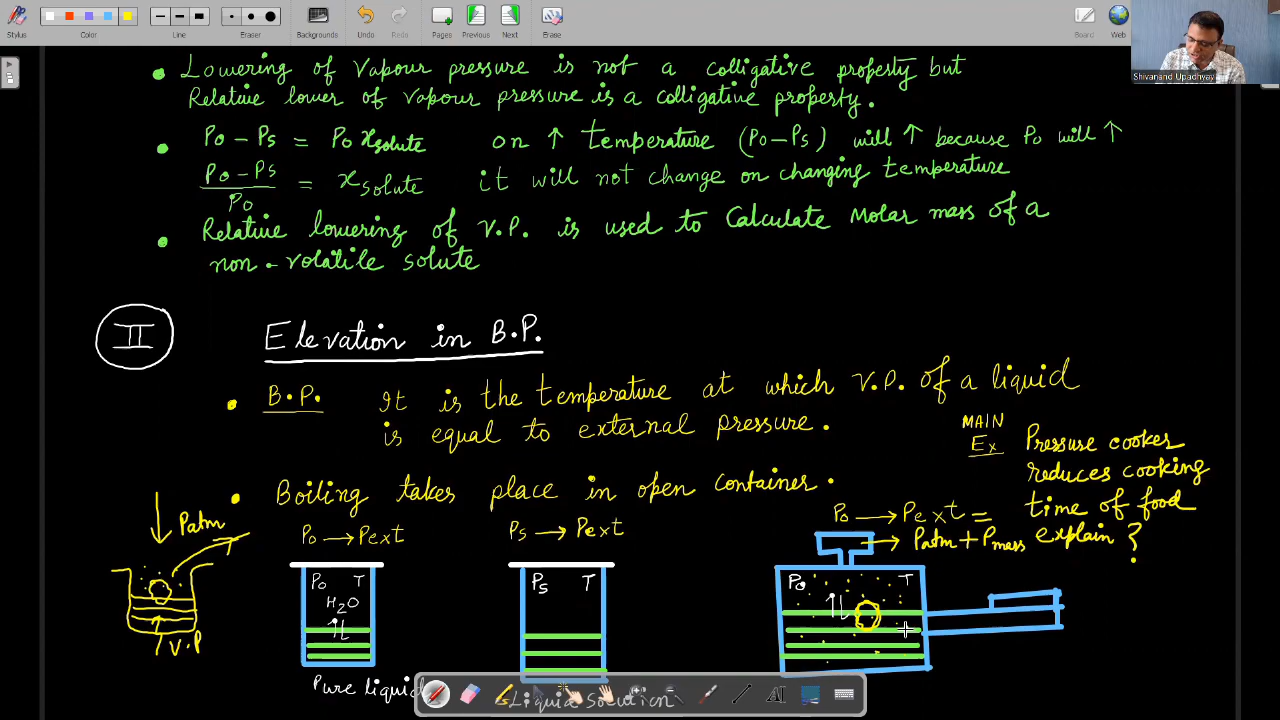 Stylus
Color
Line
Eraser
Backgrounds
Undo
Redo
Pages
Previous
Next
Erase
Board
Web
Shivanand Upadhyay
Lowering of Vapour pressure is not a colligative property but
Relative lower of vapour pressure is a colligative property.
Po - Ps = Po xsolute on ↑ temperature (Po-Ps) will ↑ because Po will ↑
Po - Ps / Po = xsolute it will not change on changing temperature
Relative lowering of V.P. is used to Calculate Molar mass of a
non-volatile solute
II
Elevation in B.P.
B.P. It is the temperature at which V.P. of a liquid
is equal to external pressure.
MAIN
Ex Pressure cooker
reduces cooking
time of food
explain ?
Boiling takes place in open container.
Patm
V.P
Po → Pext
Po T
H2O
Pure liquid
Ps → Pext
Ps T
Liquid Solution
Po → Pext =
Patm + Pmass
Po T